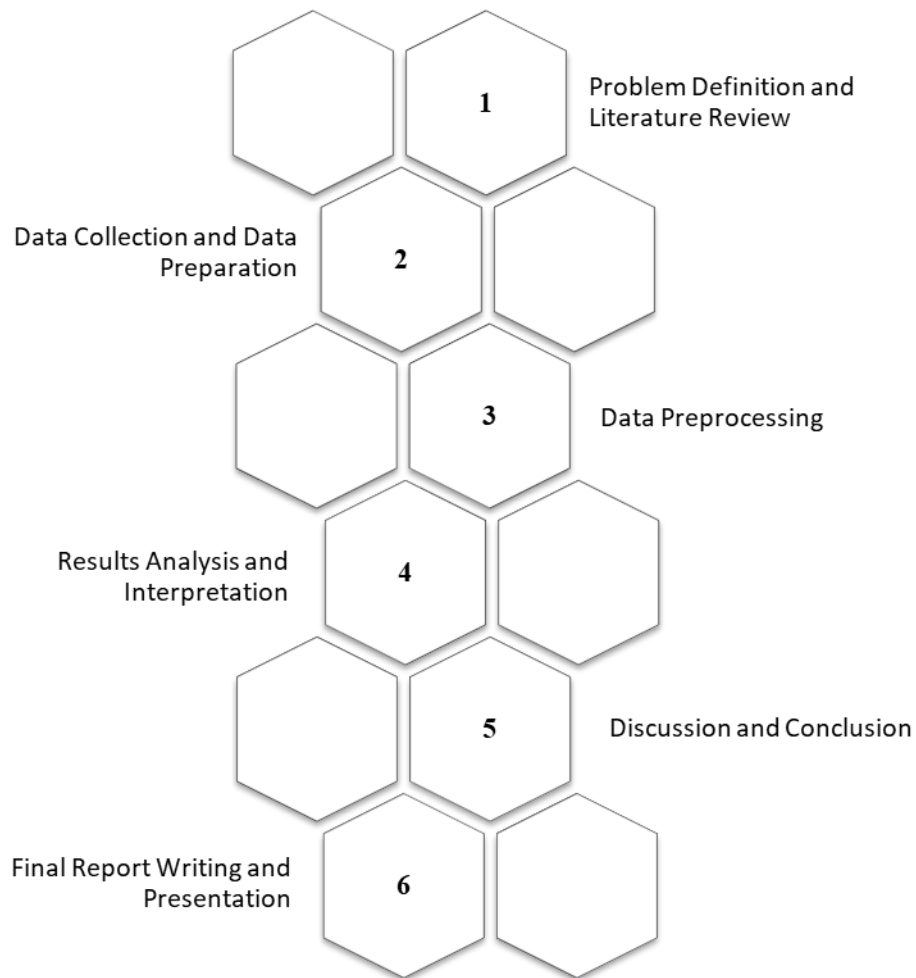 1
Problem Definition and
Literature Review
Data Collection and Data
Preparation
2
3
Data Preprocessing
Results Analysis and
Interpretation
4
5
Discussion and Conclusion
Final Report Writing and
Presentation
6